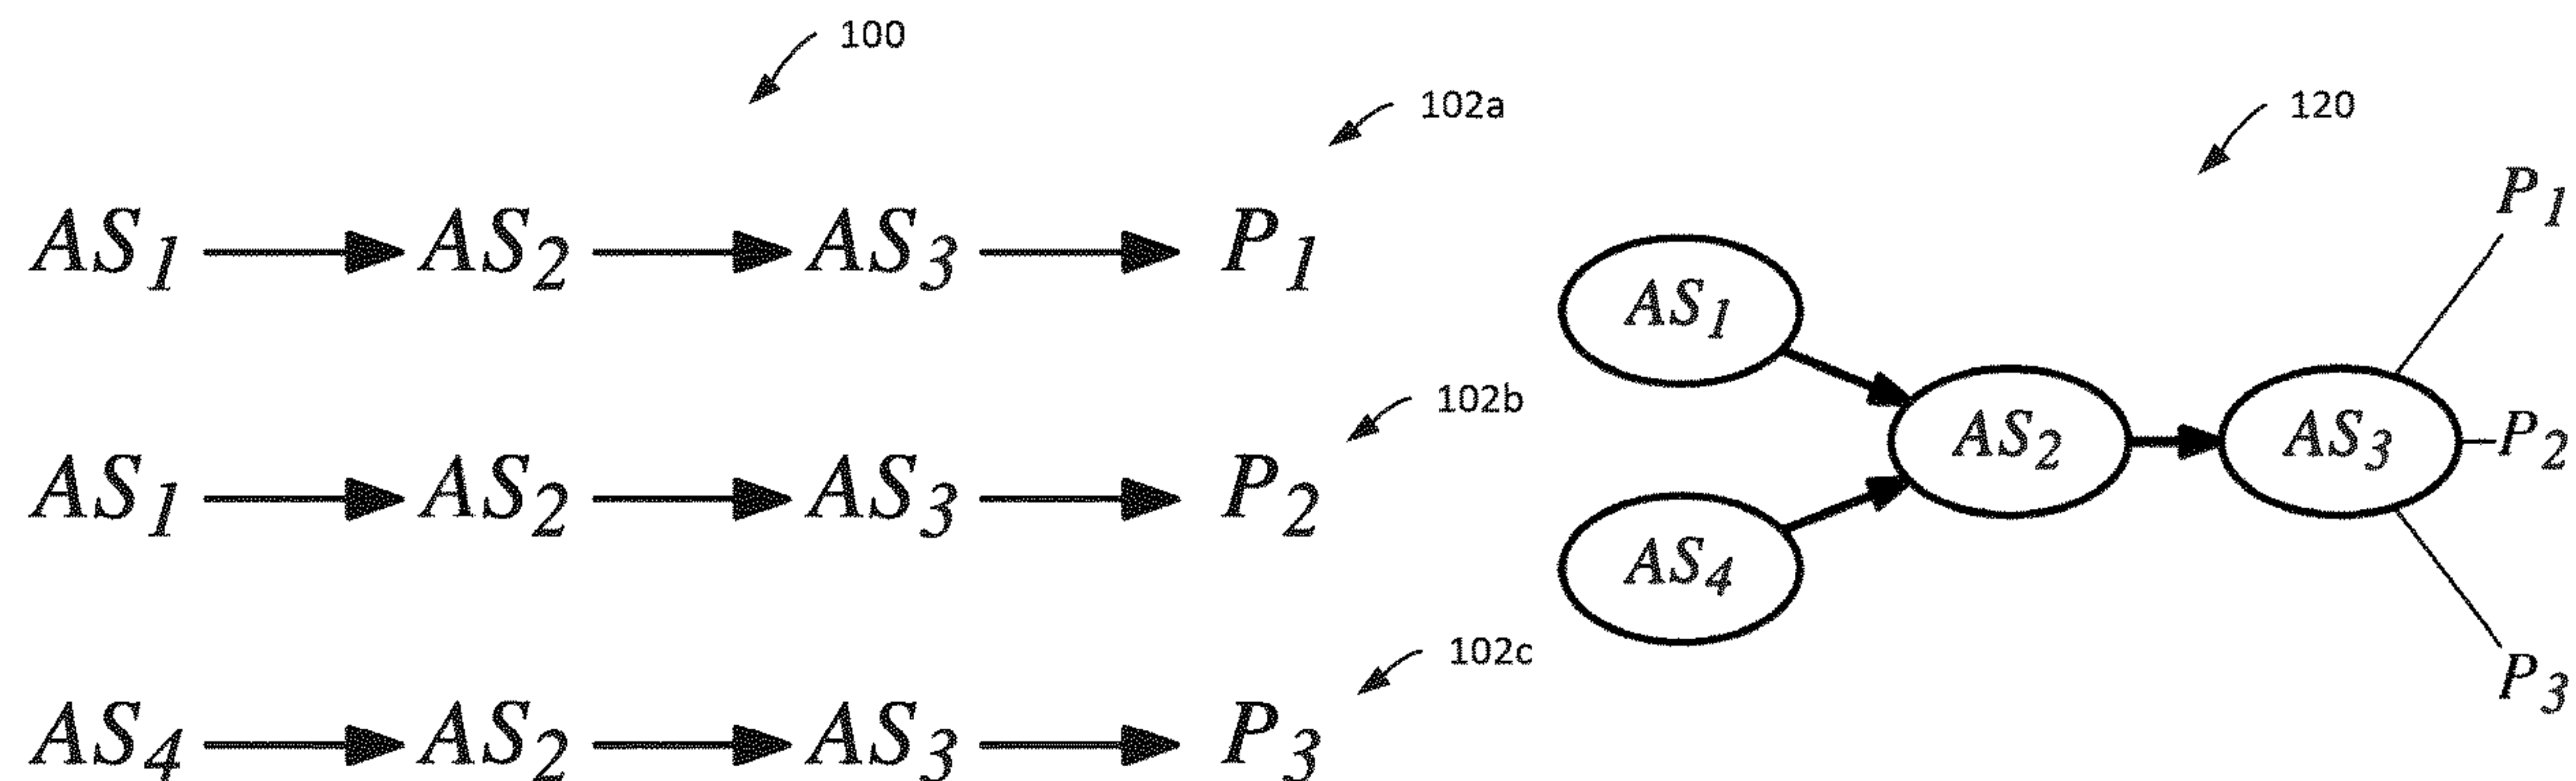 100
102a
120
AS1 AS2 AS3 P1
102b
AS1 AS2 AS3 P2
102c
AS4 AS2 AS3 P3
P1
AS1
AS2 AS3 P2
AS4
P3